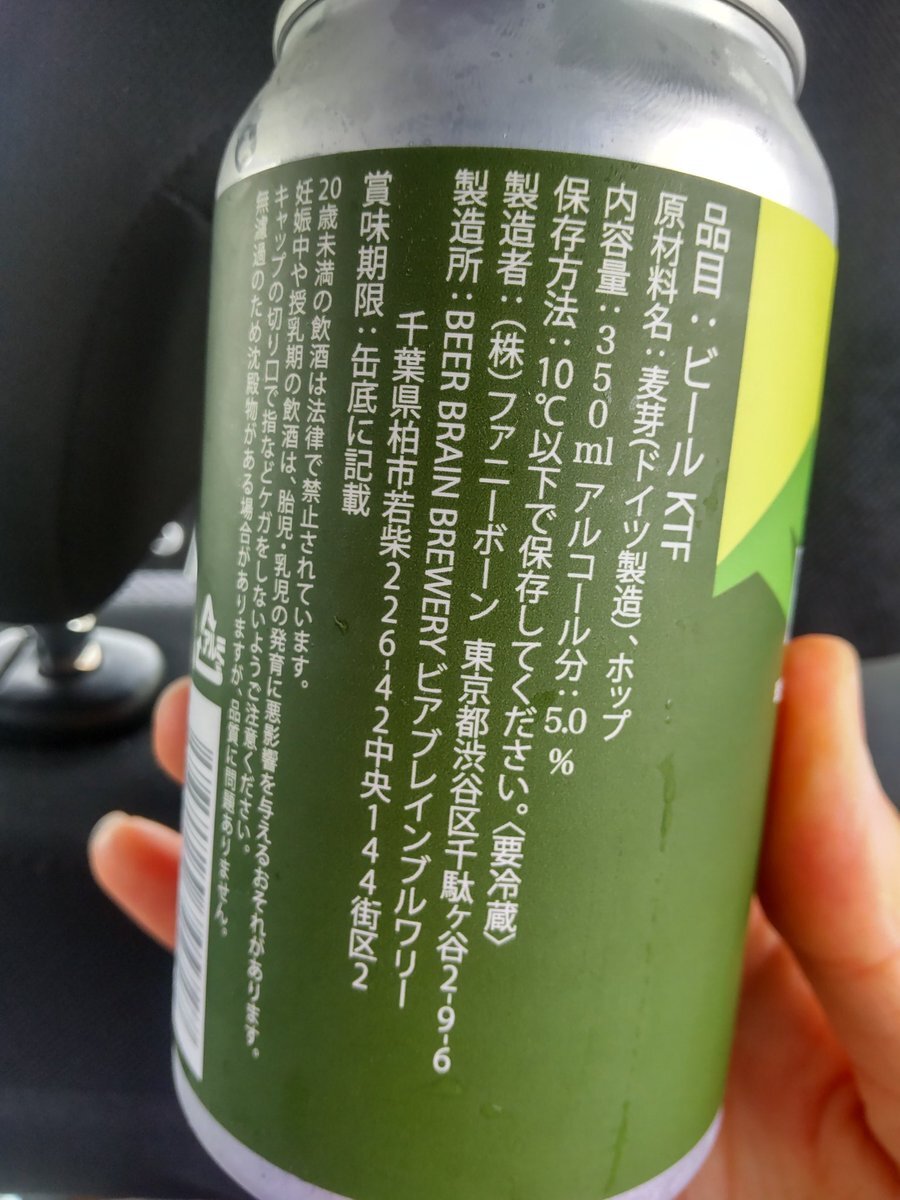 品目：ビール KTF
原材料名：麦芽(ドイツ製造)、ホップ
内容量：350ml アルコール分：5.0%
保存方法：10℃以下で保存してください。〈要冷蔵〉
製造者：(株)ファニーボーン 東京都渋谷区千駄ヶ谷2-9-6
製造所：BEER BRAIN BREWERY ビアブレインブルワリー
千葉県柏市若柴226-42中央144街区2
賞味期限：缶底に記載
20歳未満の飲酒は法律で禁止されています。
妊娠中や授乳期の飲酒は、胎児・乳児の発育に悪影響を与えるおそれがあります。
キャップの切り口で指などケガをしないようご注意ください。
無濾過のため沈殿物がある場合がありますが、品質に問題ありません。